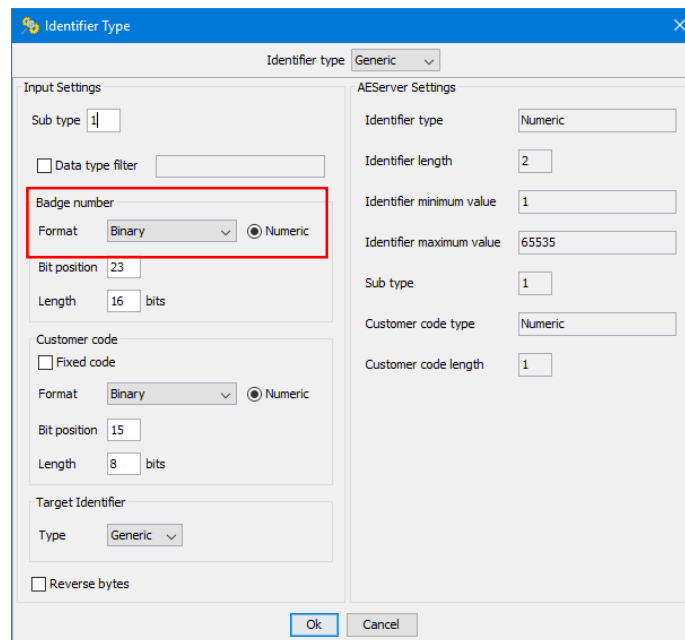 Identifier Type
Identifier type Generic
Input Settings
Sub type 1
Data type filter
Badge number
Format Binary Numeric
Bit position 23
Length 16 bits
Customer code
Fixed code
Format Binary Numeric
Bit position 15
Length 8 bits
Target Identifier
Type Generic
Reverse bytes
AEServer Settings
Identifier type Numeric
Identifier length 2
Identifier minimum value 1
Identifier maximum value 65535
Sub type 1
Customer code type Numeric
Customer code length 1
Ok Cancel